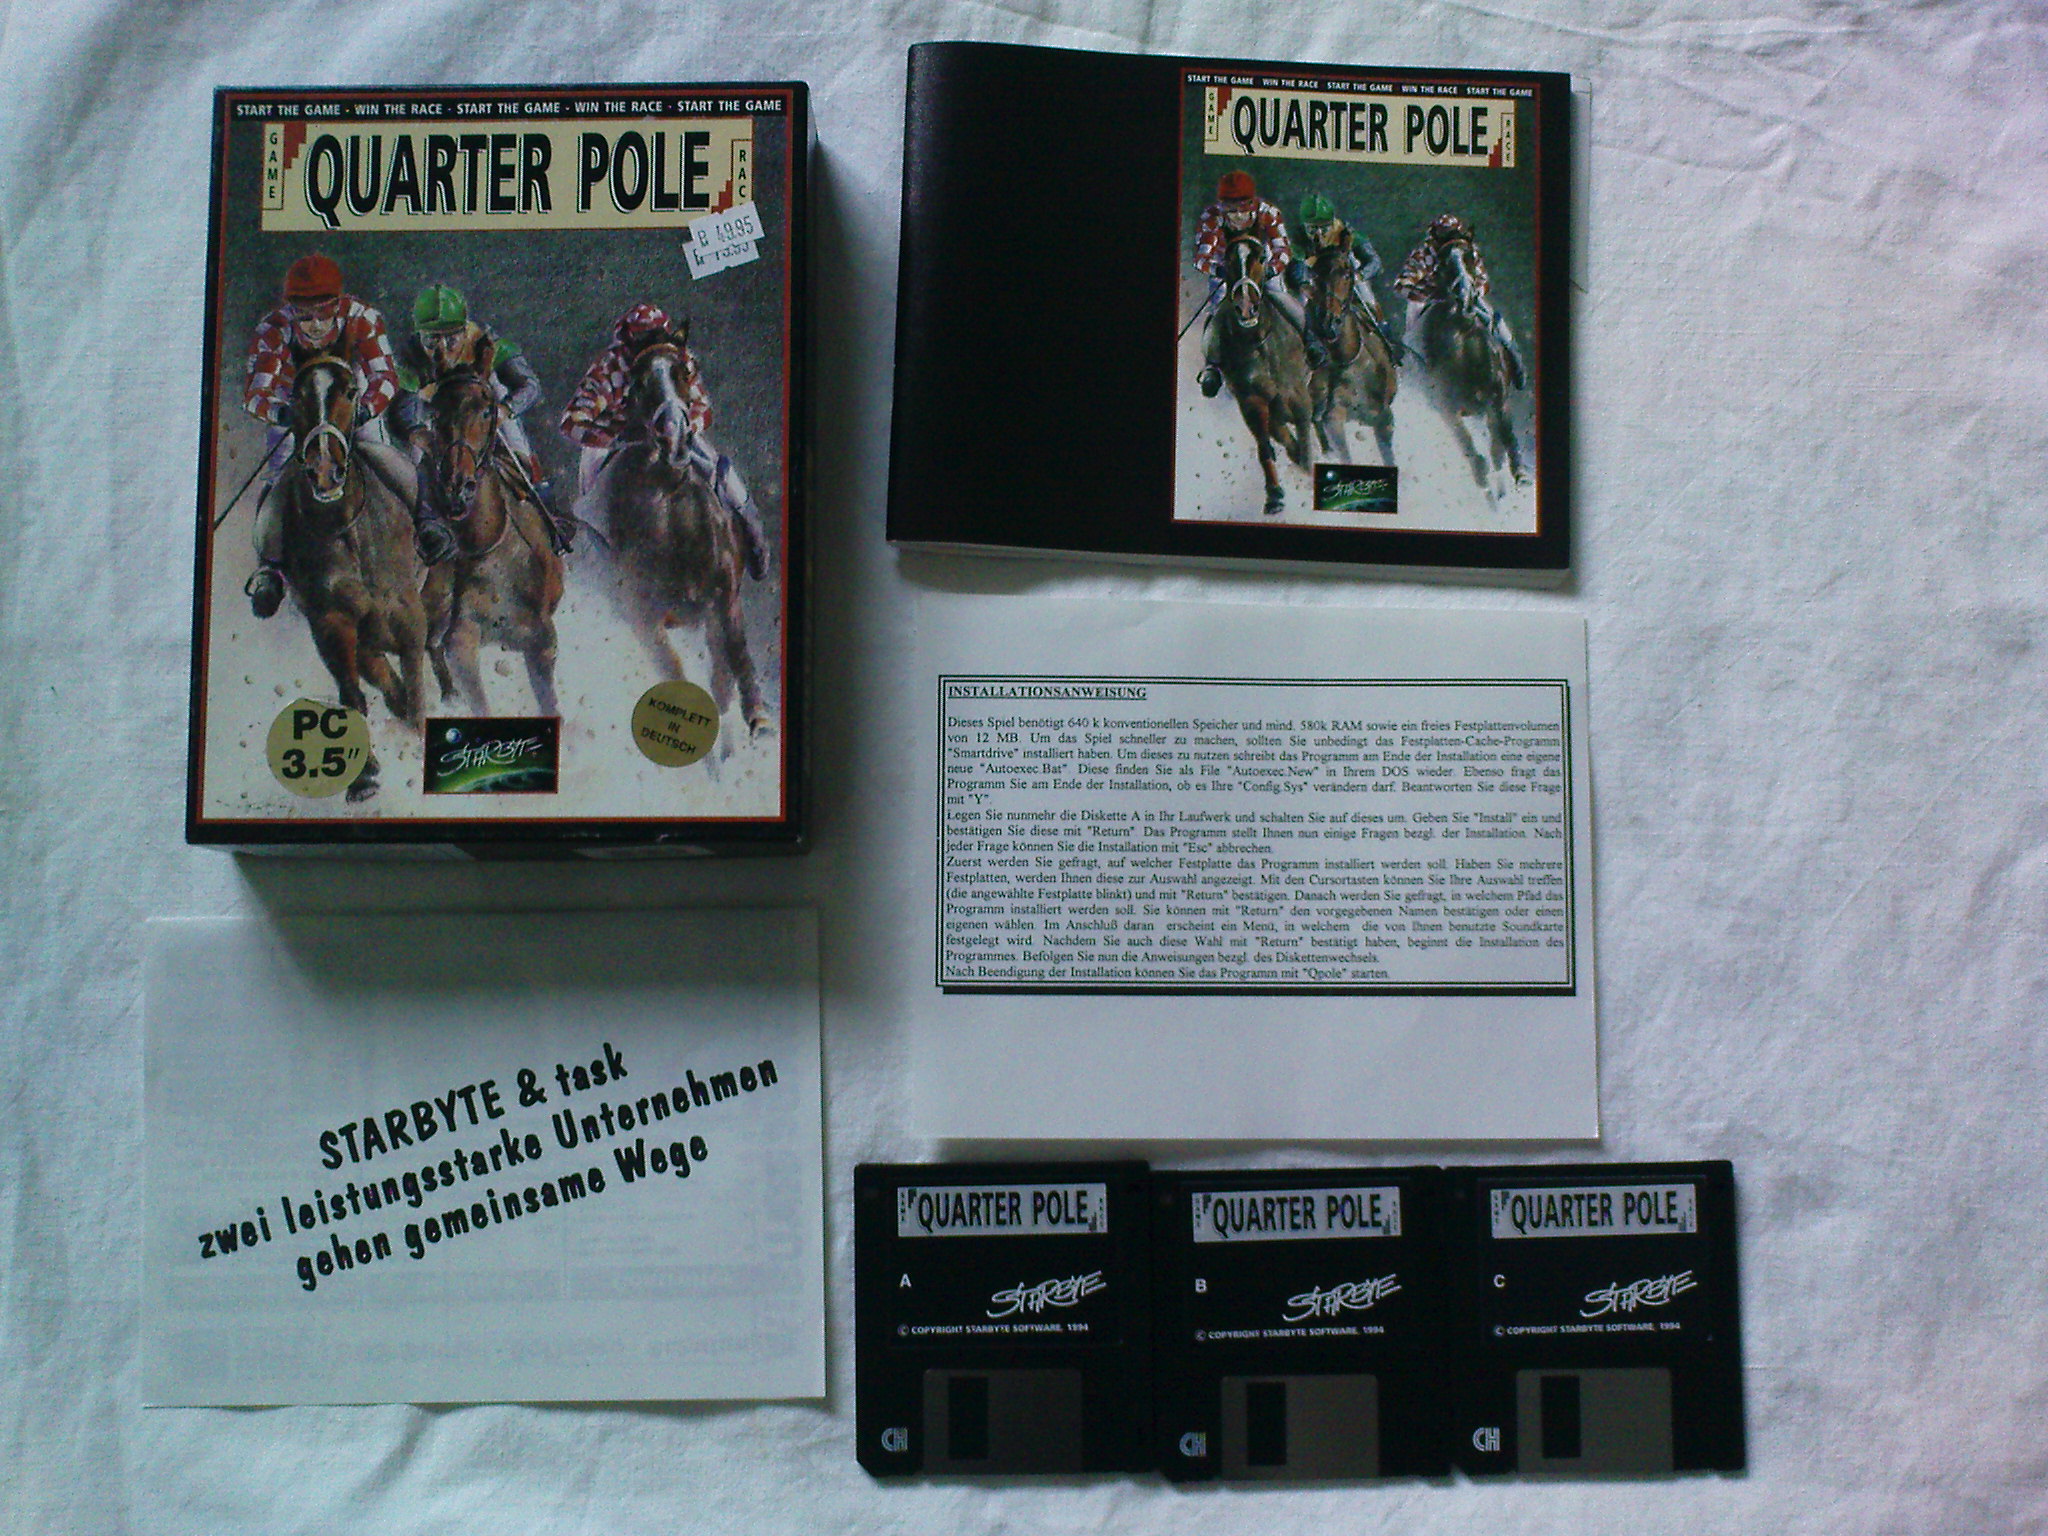 START THE GAME - WIN THE RACE - START THE GAME - WIN THE RACE - START THE GAME
GAME
QUARTER POLE
RAC
49.95
PC
3.5"
STARBYTE
KOMPLETT
IN
DEUTSCH
START THE GAME WIN THE RACE START THE GAME WIN THE RACE START THE GAME
GAME
QUARTER POLE
RACE
STARBYTE
INSTALLATIONSANWEISUNG
Dieses Spiel benötigt 640 k konventionellen Speicher und mind. 580k RAM sowie ein freies Festplattenvolumen
von 12 MB. Um das Spiel schneller zu machen, sollten Sie unbedingt das Festplatten-Cache-Programm
"Smartdrive" installiert haben. Um dieses zu nutzen schreibt das Programm am Ende der Installation eine eigene
neue "Autoexec.Bat". Diese finden Sie als File "Autoexec.New" in Ihrem DOS wieder. Ebenso fragt das
Programm Sie am Ende der Installation, ob es Ihre "Config.Sys" verändern darf. Beantworten Sie diese Frage
mit "Y".
Legen Sie nunmehr die Diskette A in Ihr Laufwerk und schalten Sie auf dieses um. Geben Sie "Install" ein und
bestätigen Sie diese mit "Return". Das Programm stellt Ihnen nun einige Fragen bezgl. der Installation. Nach
jeder Frage können Sie die Installation mit "Esc" abbrechen.
Zuerst werden Sie gefragt, auf welcher Festplatte das Programm installiert werden soll. Haben Sie mehrere
Festplatten, werden Ihnen diese zur Auswahl angezeigt. Mit den Cursortasten können Sie Ihre Auswahl treffen
(die angewählte Festplatte blinkt) und mit "Return" bestätigen. Danach werden Sie gefragt, in welchem Pfad das
Programm installiert werden soll. Sie können mit "Return" den vorgegebenen Namen bestätigen oder einen
eigenen wählen. Im Anschluß daran erscheint ein Menü, in welchem die von Ihnen benutzte Soundkarte
festgelegt wird. Nachdem Sie auch diese Wahl mit "Return" bestätigt haben, beginnt die Installation des
Programmes. Befolgen Sie nun die Anweisungen bezgl. des Diskettenwechsels.
Nach Beendigung der Installation können Sie das Programm mit "Qpole" starten.
STARBYTE & task
zwei leistungsstarke Unternehmen
gehen gemeinsame Wege
QUARTER POLE
A
STARBYTE
© COPYRIGHT STARBYTE SOFTWARE, 1994
CH
QUARTER POLE
B
STARBYTE
© COPYRIGHT STARBYTE SOFTWARE, 1994
CH
QUARTER POLE
C
STARBYTE
© COPYRIGHT STARBYTE SOFTWARE, 1994
CH